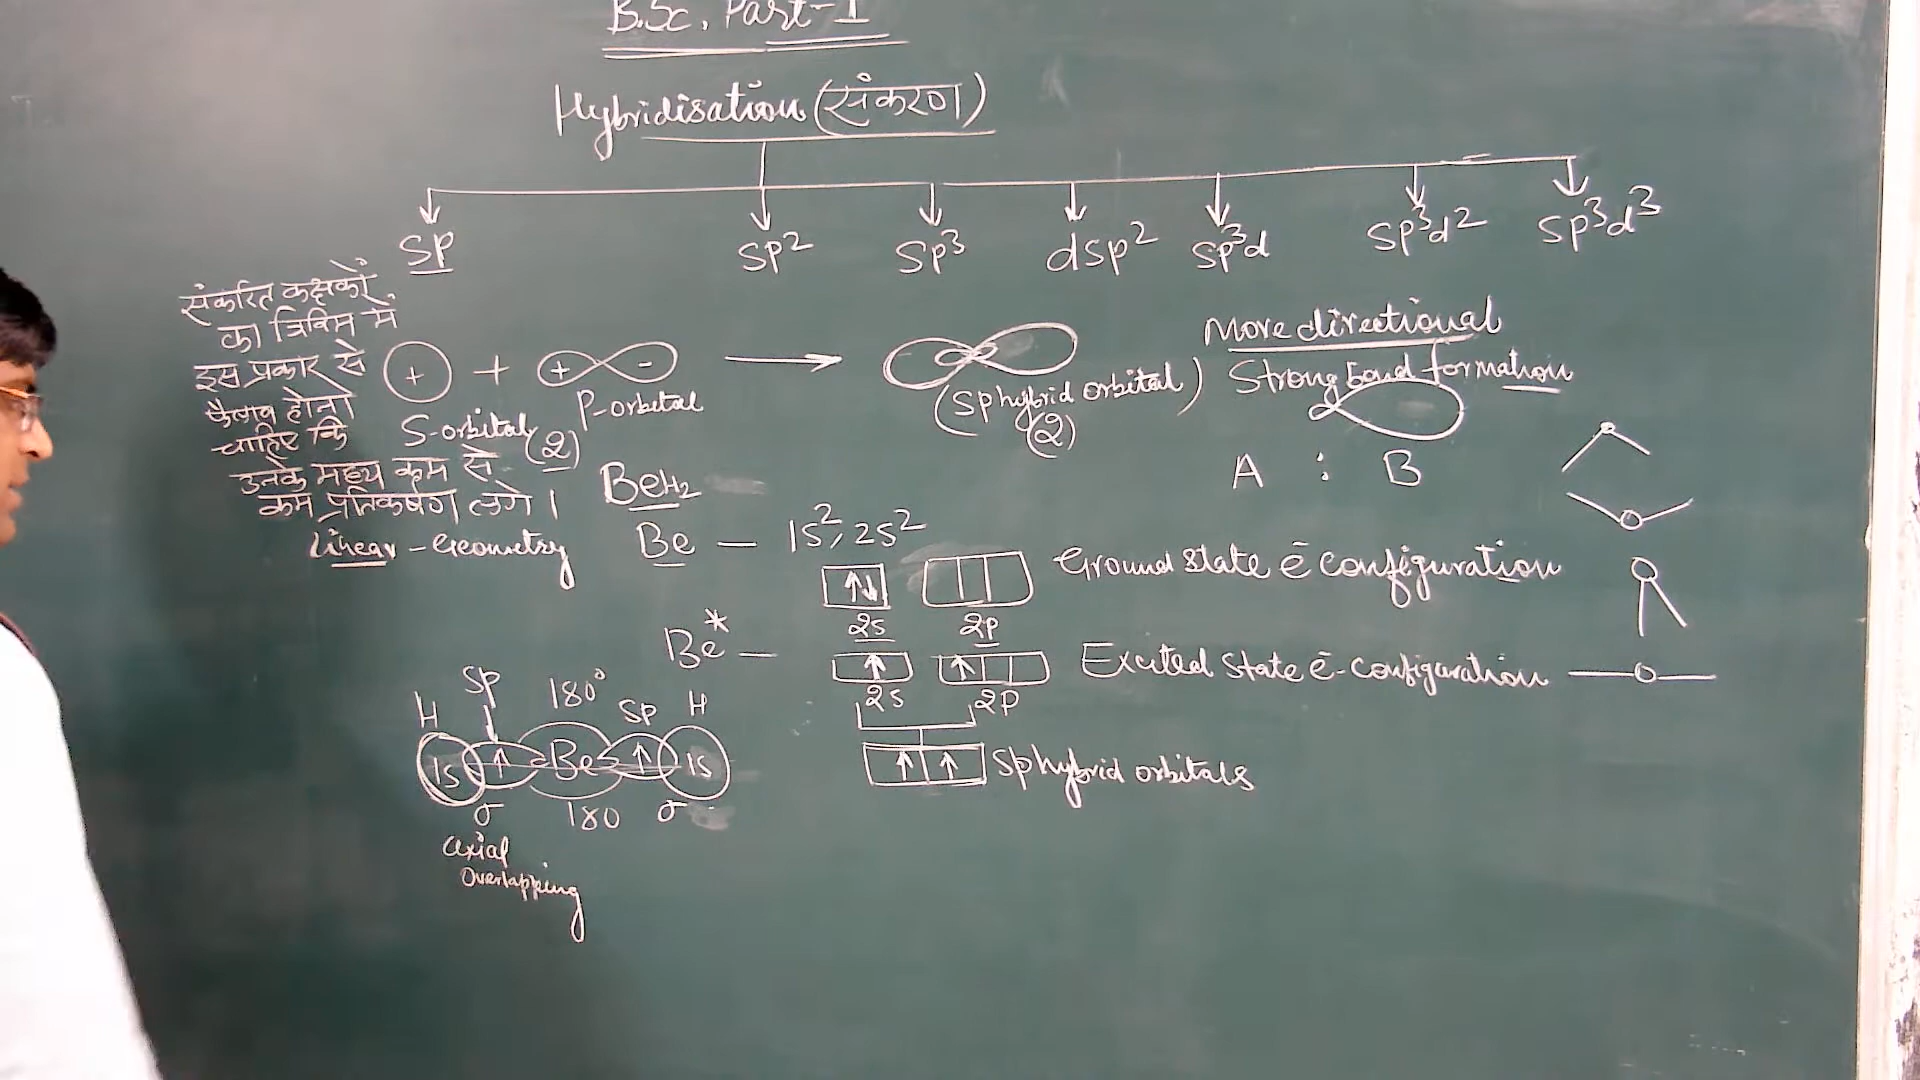 B.Sc. Part-I
Hybridisation (संकरण)
sp sp² sp³ dsp² sp³d sp³d² sp³d³
संकरित कक्षकों
का त्रिविम में
इस प्रकार से
फैलाव होना
चाहिए कि
उनके मध्य कम से
कम प्रतिकर्षण लगे।
Linear - Geometry
+ + + -
S-orbital P-orbital
(2)
(sp hybrid orbital)
(2)
More directional
Strong bond formation
A : B
BeH₂
Be — 1s², 2s²
↑↓
2s 2p
Ground state ē configuration
Be* —
↑ ↑
2s 2p
Excited state ē-configuration
↑ ↑ sp hybrid orbitals
sp 180° sp
H H
1s ↑ Be ↑ 1s
σ 180 σ
axial
overlapping